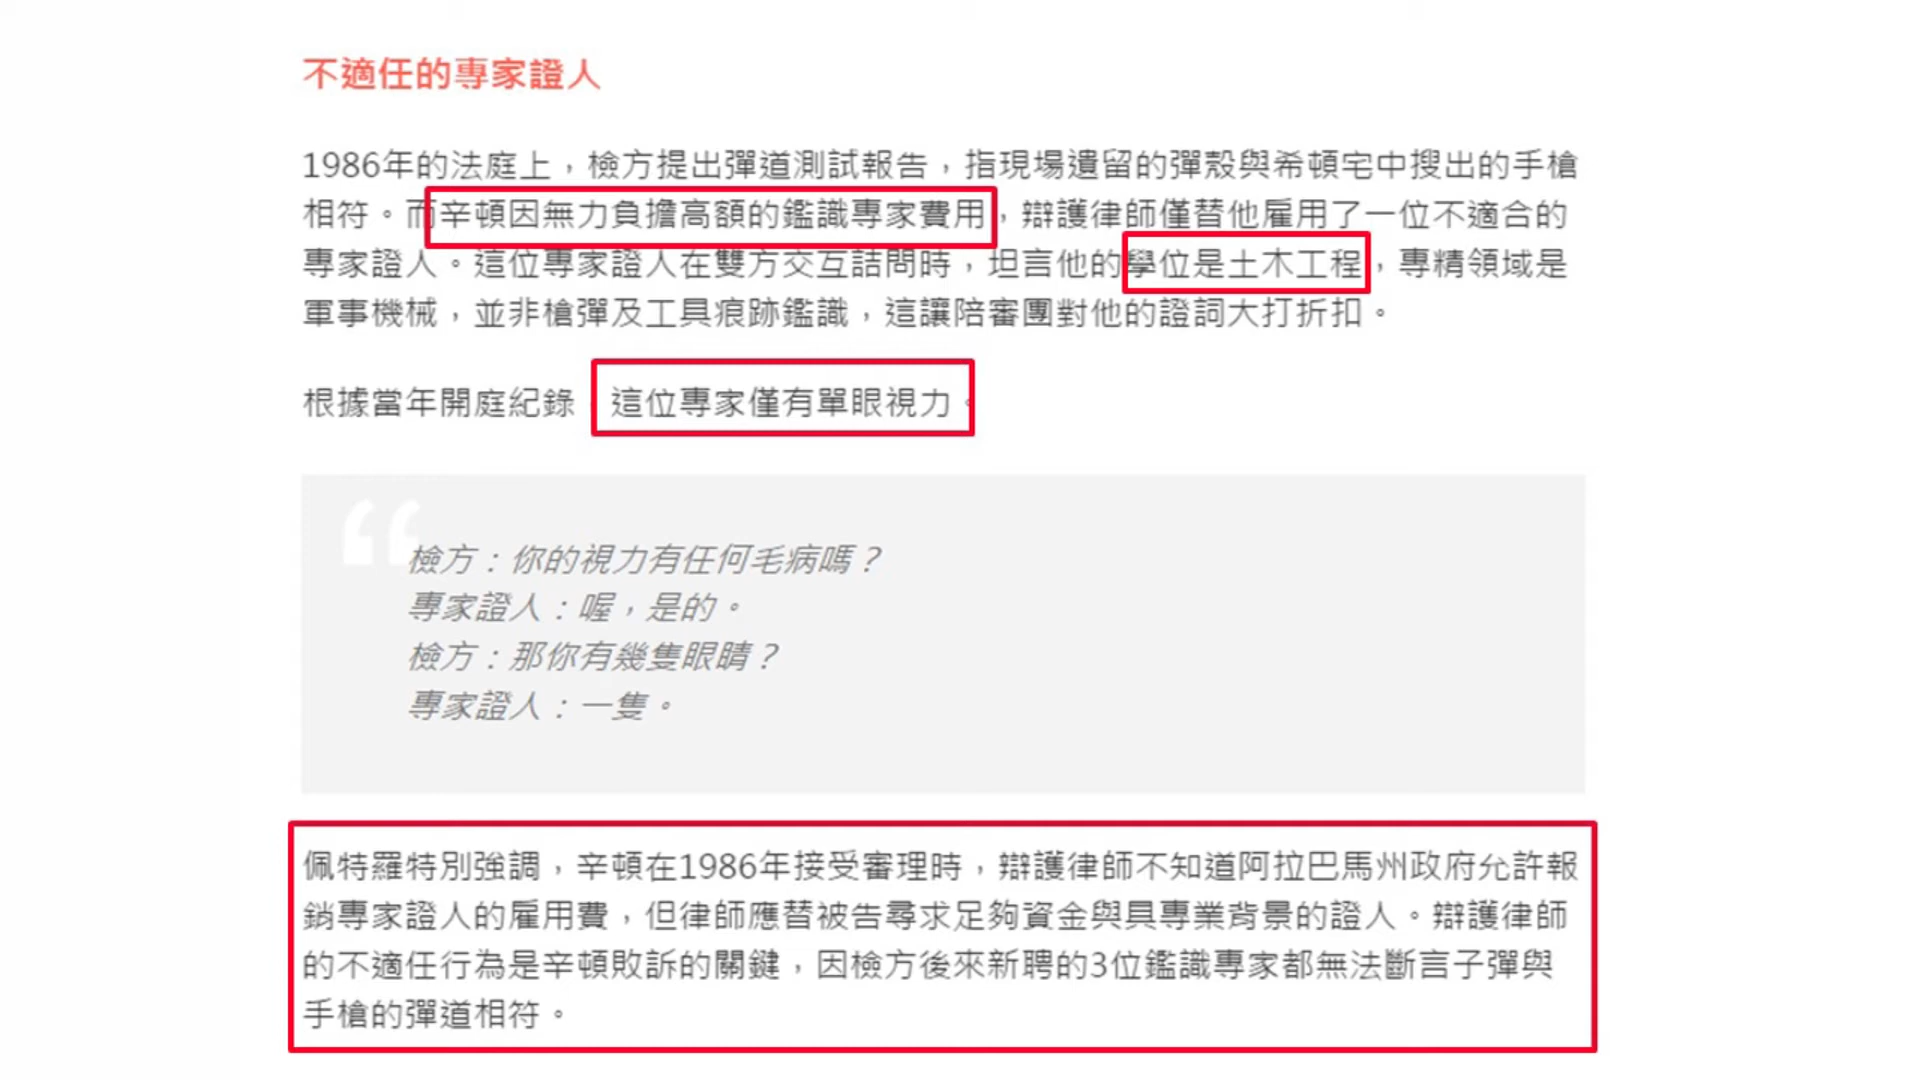 不適任的專家證人
1986年的法庭上，檢方提出彈道測試報告，指現場遺留的彈殼與希頓宅中搜出的手槍
相符。而辛頓因無力負擔高額的鑑識專家費用，辯護律師僅替他雇用了一位不適合的
專家證人。這位專家證人在雙方交互詰問時，坦言他的學位是土木工程，專精領域是
軍事機械，並非槍彈及工具痕跡鑑識，這讓陪審團對他的證詞大打折扣。
根據當年開庭紀錄，這位專家僅有單眼視力。
檢方：你的視力有任何毛病嗎？
專家證人：喔，是的。
檢方：那你有幾隻眼睛？
專家證人：一隻。
佩特羅特別強調，辛頓在1986年接受審理時，辯護律師不知道阿拉巴馬州政府允許報
銷專家證人的雇用費，但律師應替被告尋求足夠資金與具專業背景的證人。辯護律師
的不適任行為是辛頓敗訴的關鍵，因檢方後來新聘的3位鑑識專家都無法斷言子彈與
手槍的彈道相符。